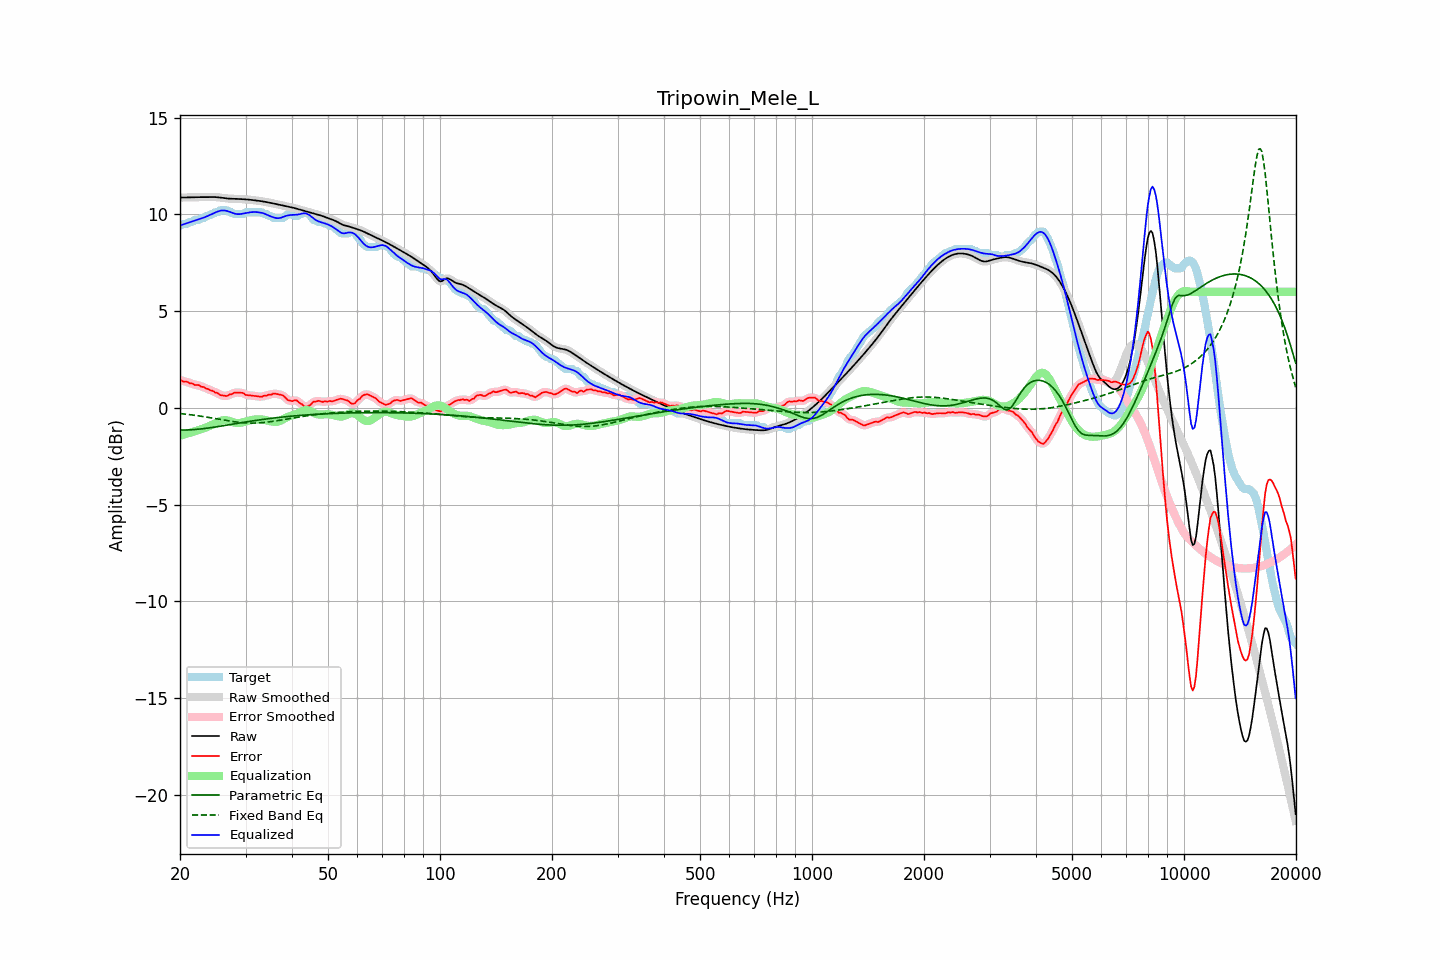 Tripowin_Mele_L
15
10
5
0
−5
−10
−15
−20
Amplitude (dBr)
Target
Raw Smoothed
Error Smoothed
Raw
Error
Equalization
Parametric Eq
Fixed Band Eq
Equalized
20 50 100 200 500 1000 2000 5000 10000 20000
Frequency (Hz)